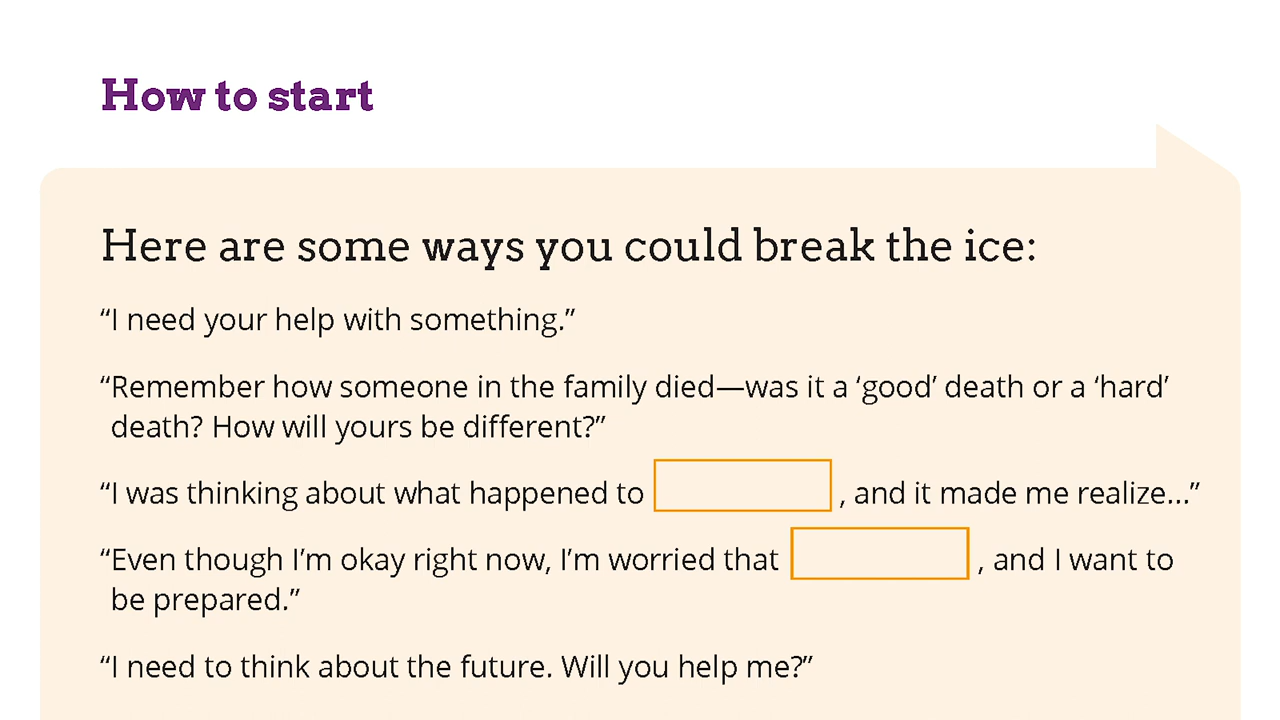 How to start
Here are some ways you could break the ice:
“I need your help with something.”
“Remember how someone in the family died—was it a ‘good’ death or a ‘hard’
death? How will yours be different?”
“I was thinking about what happened to , and it made me realize...”
“Even though I’m okay right now, I’m worried that , and I want to
be prepared.”
“I need to think about the future. Will you help me?”